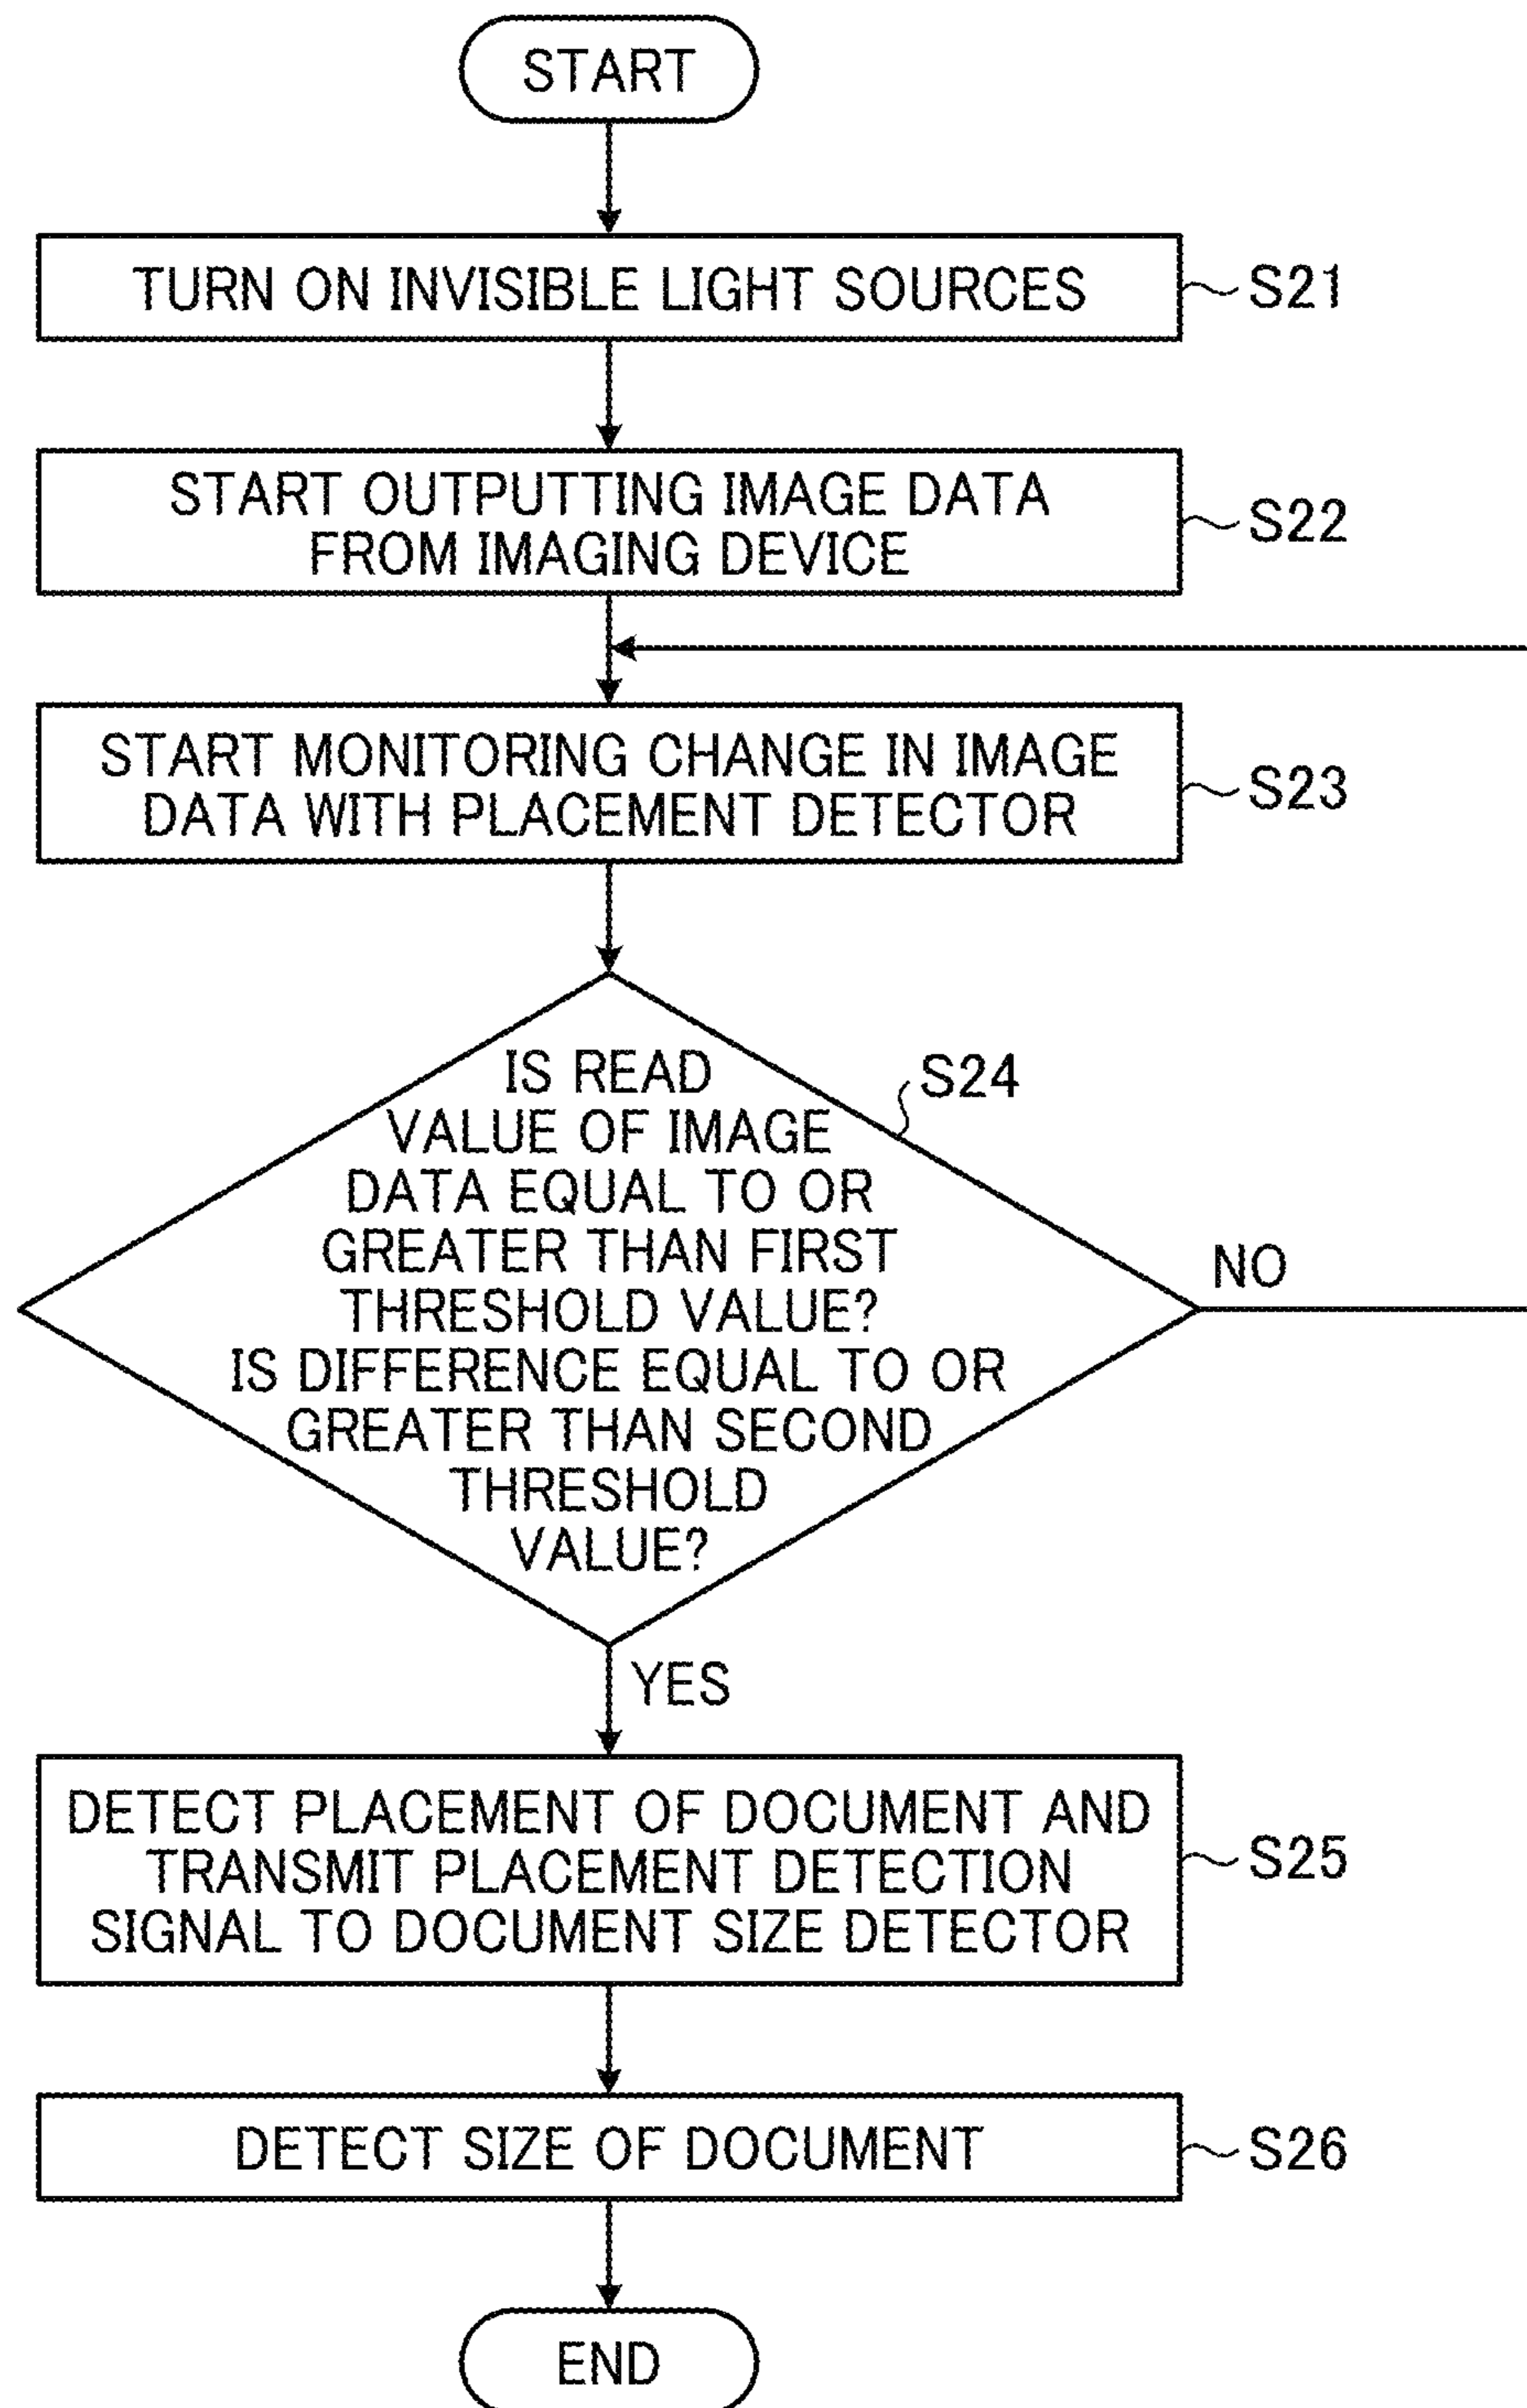 START
TURN ON INVISIBLE LIGHT SOURCES
S21
START OUTPUTTING IMAGE DATA
FROM IMAGING DEVICE
S22
START MONITORING CHANGE IN IMAGE
DATA WITH PLACEMENT DETECTOR
S23
IS READ
VALUE OF IMAGE
DATA EQUAL TO OR
GREATER THAN FIRST
THRESHOLD VALUE?
IS DIFFERENCE EQUAL TO OR
GREATER THAN SECOND
THRESHOLD
VALUE?
S24
NO
YES
DETECT PLACEMENT OF DOCUMENT AND
TRANSMIT PLACEMENT DETECTION
SIGNAL TO DOCUMENT SIZE DETECTOR
S25
DETECT SIZE OF DOCUMENT
S26
END